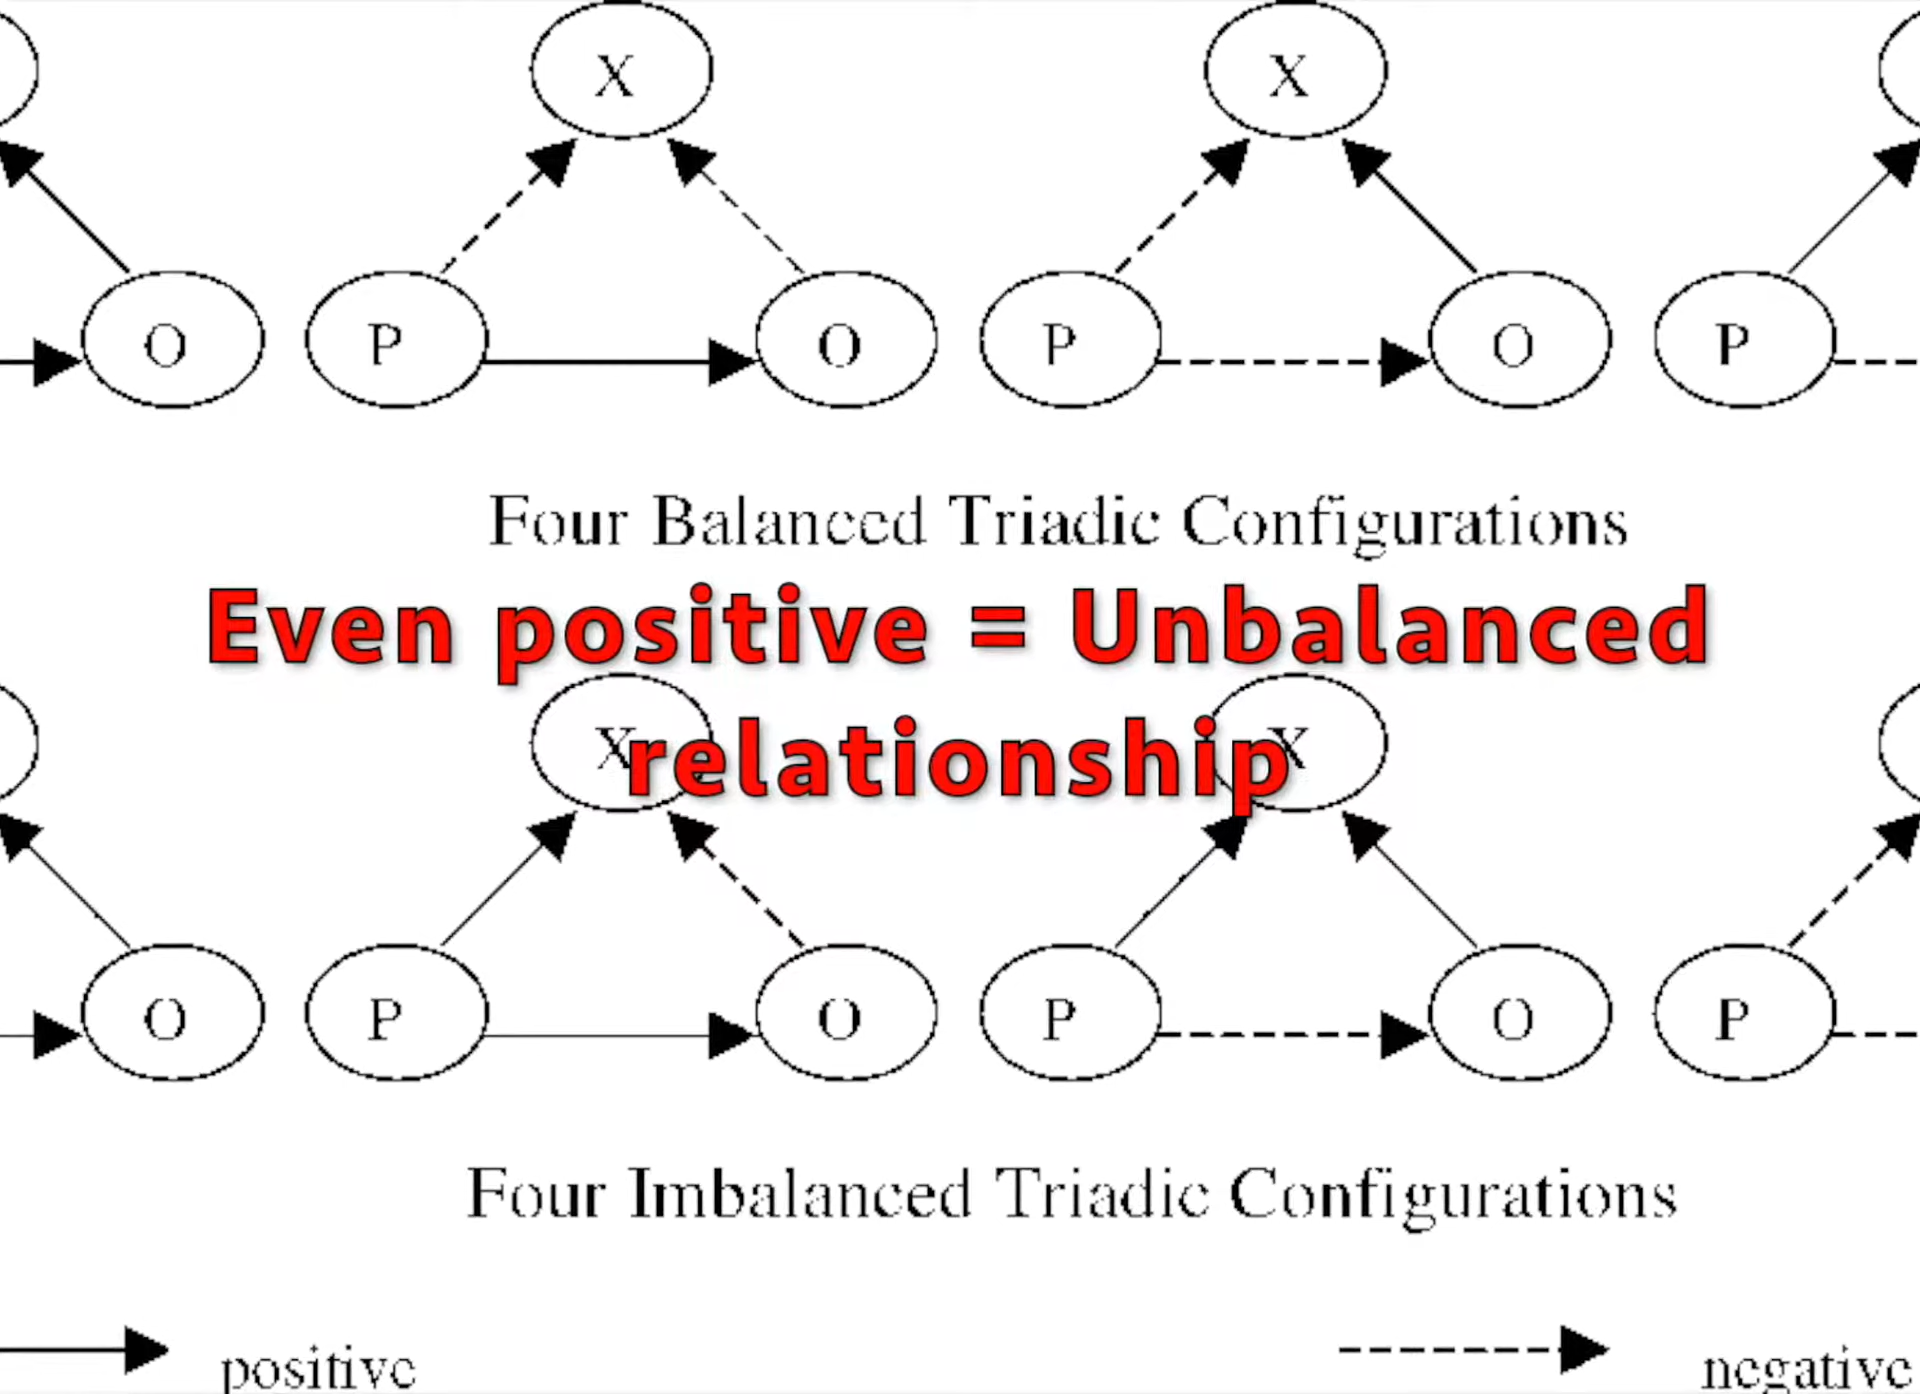 X X
O P O P O P
Four Balanced Triadic Configurations
Even positive = Unbalanced
relationship
X X
O P O P O P
Four Imbalanced Triadic Configurations
positive negative